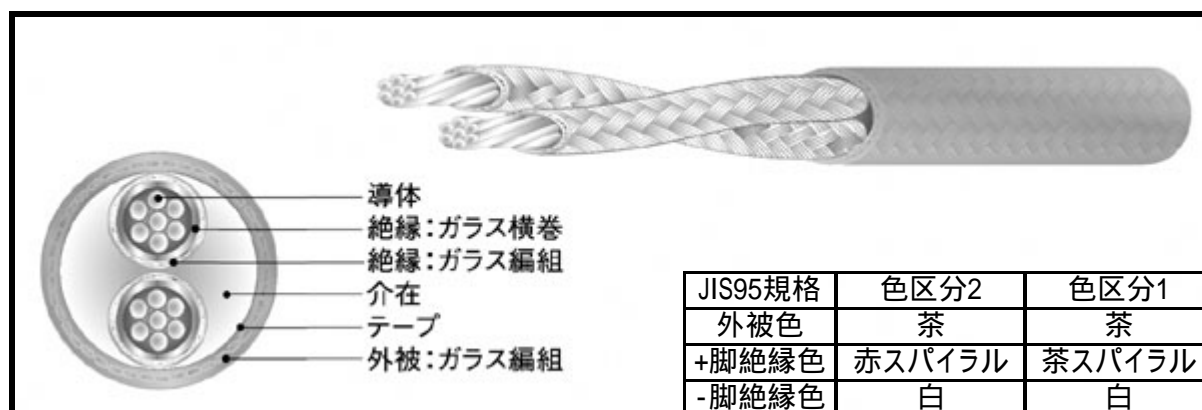 導体
絶縁：ガラス横巻
絶縁：ガラス編組
介在
テープ
外被：ガラス編組
JIS95規格 色区分2 色区分1
外被色 茶 茶
+脚絶縁色 赤スパイラル 茶スパイラル
-脚絶縁色 白 白